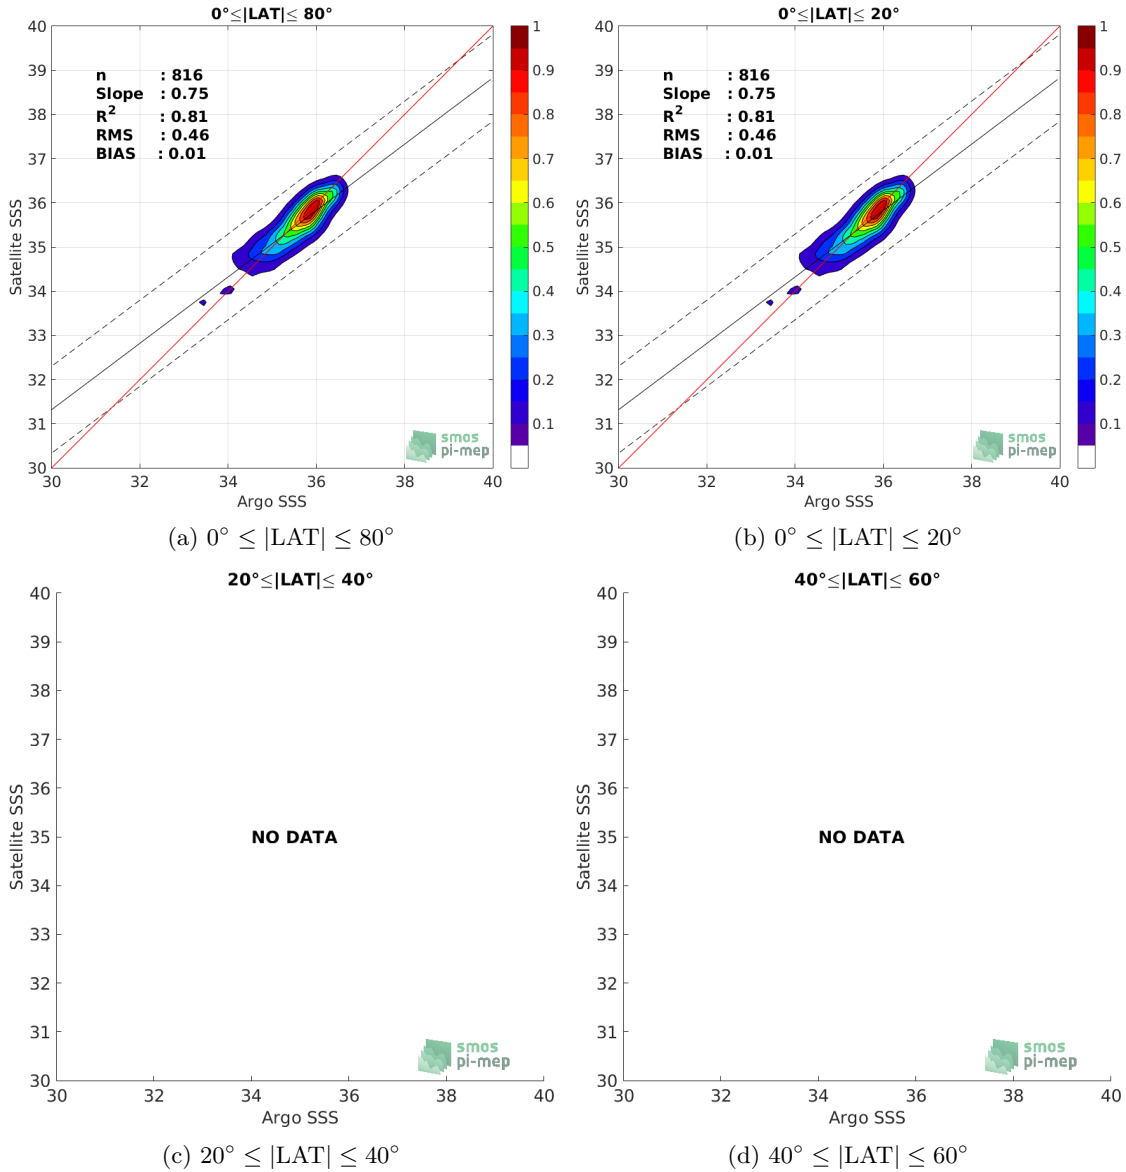 0°≤|LAT|≤ 80°
40
39
38
37
36
35
34
33
32
31
30
Satellite SSS
n : 816
Slope : 0.75
R² : 0.81
RMS : 0.46
BIAS : 0.01
smos
pi-mep
30 32 34 36 38 40
Argo SSS
1
0.9
0.8
0.7
0.6
0.5
0.4
0.3
0.2
0.1
(a) 0° ≤ |LAT| ≤ 80°
0°≤|LAT|≤ 20°
40
39
38
37
36
35
34
33
32
31
30
Satellite SSS
n : 816
Slope : 0.75
R² : 0.81
RMS : 0.46
BIAS : 0.01
smos
pi-mep
30 32 34 36 38 40
Argo SSS
1
0.9
0.8
0.7
0.6
0.5
0.4
0.3
0.2
0.1
(b) 0° ≤ |LAT| ≤ 20°
20°≤|LAT|≤ 40°
40
39
38
37
36
35
34
33
32
31
30
Satellite SSS
NO DATA
smos
pi-mep
30 32 34 36 38 40
Argo SSS
(c) 20° ≤ |LAT| ≤ 40°
40°≤|LAT|≤ 60°
40
39
38
37
36
35
34
33
32
31
30
Satellite SSS
NO DATA
smos
pi-mep
30 32 34 36 38 40
Argo SSS
(d) 40° ≤ |LAT| ≤ 60°